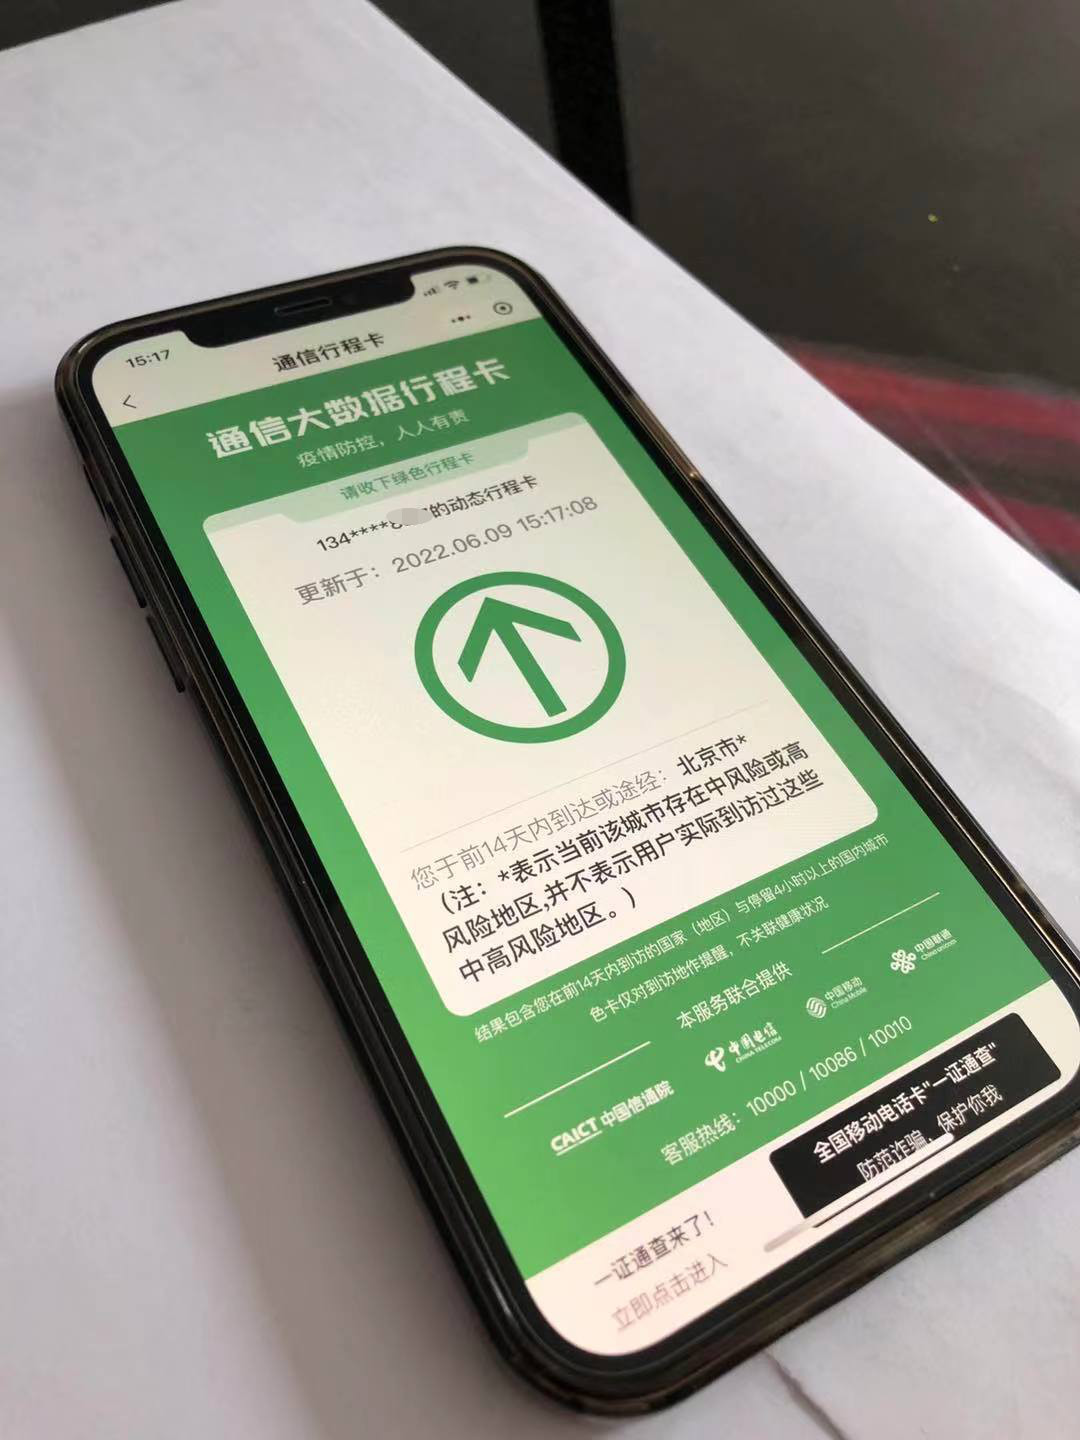 15:17
通信行程卡
通信大数据行程卡
疫情防控，人人有责
请收下绿色行程卡
134****的动态行程卡
更新于：2022.06.09 15:17:08
您于前14天内到达或途经：北京市*
（注：*表示当前该城市存在中风险或高
风险地区,并不表示用户实际到访过这些
中高风险地区。）
结果包含您在前14天内到访的国家（地区）与停留4小时以上的国内城市
色卡仅对到访地作提醒，不关联健康状况
本服务联合提供
CAICT 中国信通院
中国电信
CHINA TELECOM
中国移动
China Mobile
中国联通
China unicom
客服热线：10000 / 10086 / 10010
一证通查来了！
立即点击进入
全国移动电话卡"一证通查"
防范诈骗，保护你我